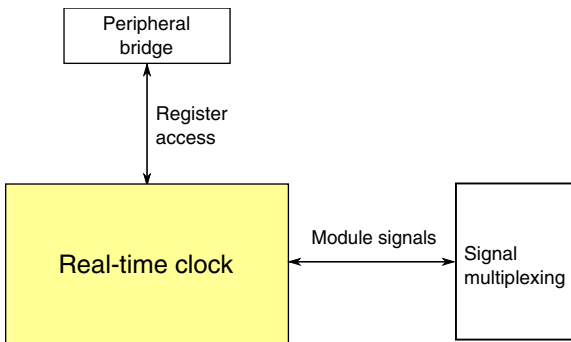 Peripheral
bridge
Register
access
Real-time clock
Module signals
Signal
multiplexing